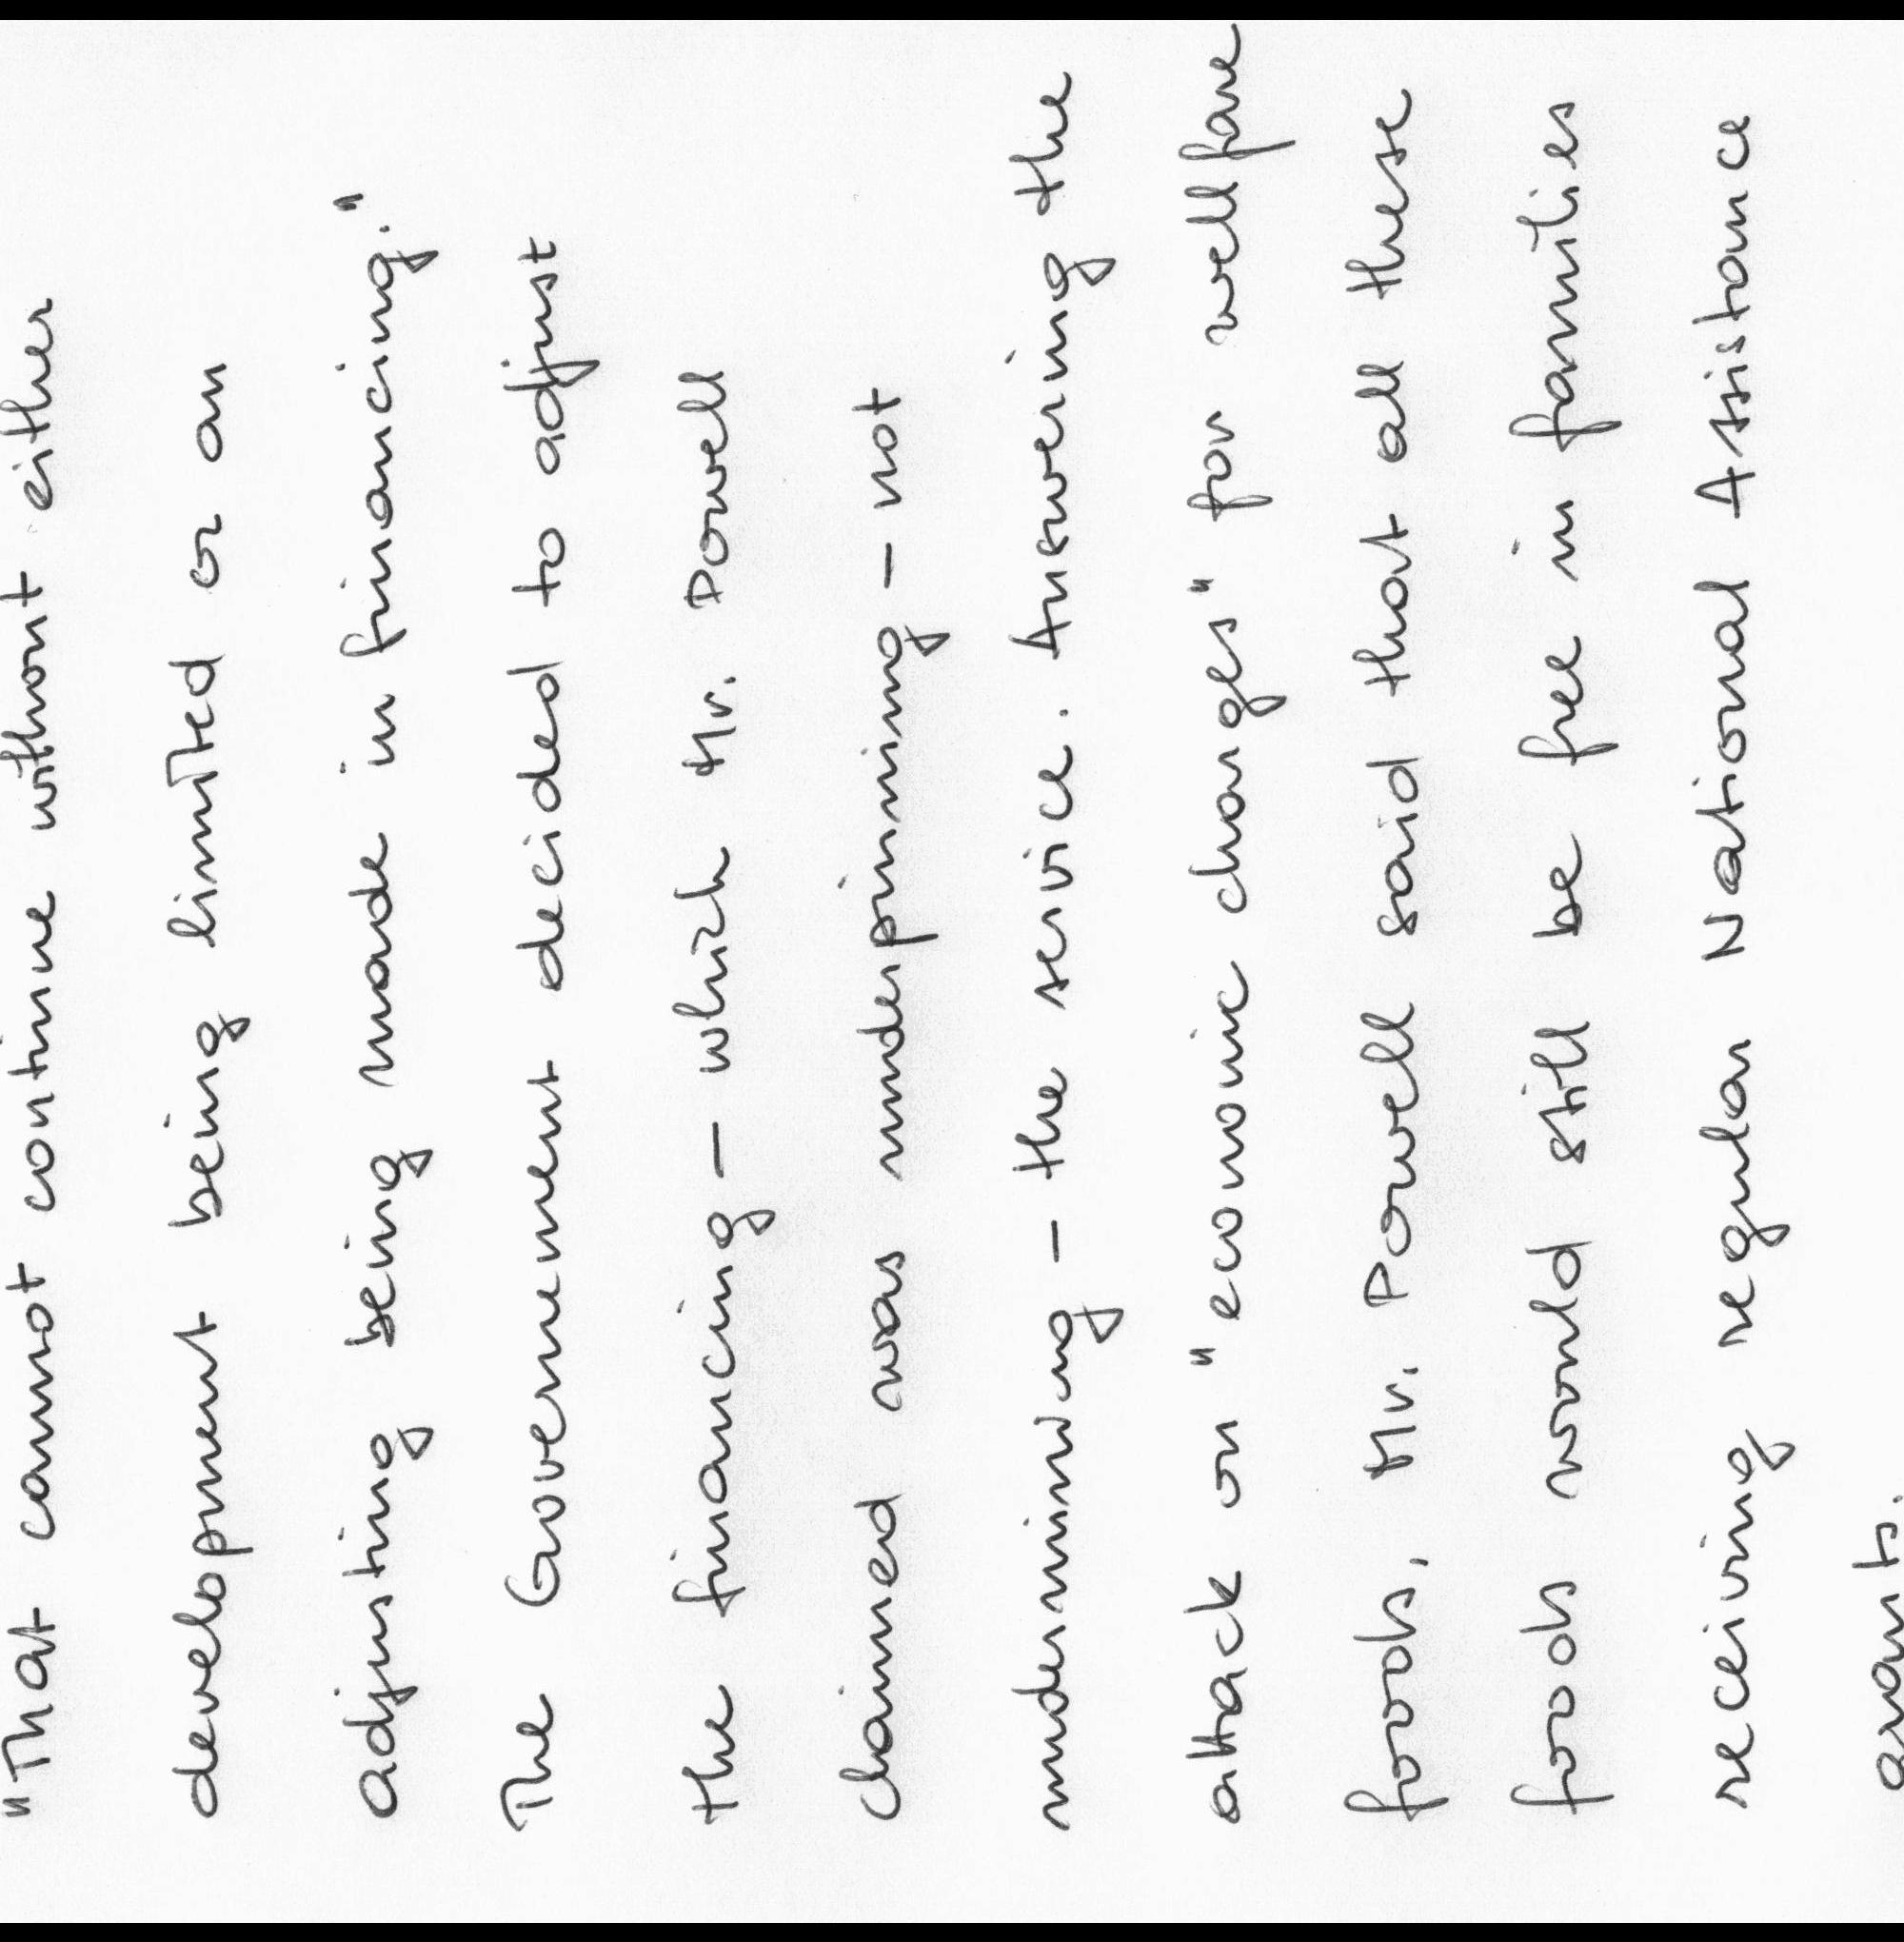 "That cannot continue without either
development being limited or an
adjusting being made in financing."
The Government decided to adjust
the financing - which Mr. Powell
claimed was underpinning - not
undermining - the service. Answering the
attack on "economic changes" for wellfare
foods, Mr. Powell said that all these
foods would still be free in families
receiving regular National Assistance
grants.